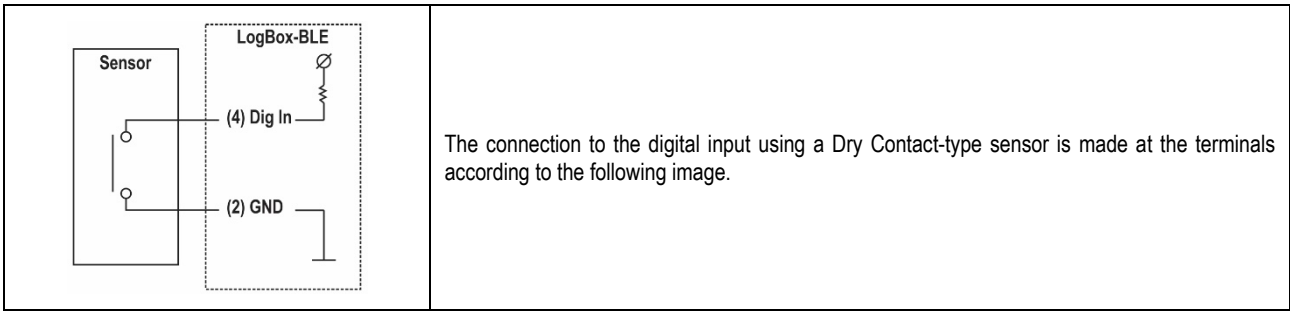 LogBox-BLE
Sensor
(4) Dig In
(2) GND
The connection to the digital input using a Dry Contact-type sensor is made at the terminals
according to the following image.